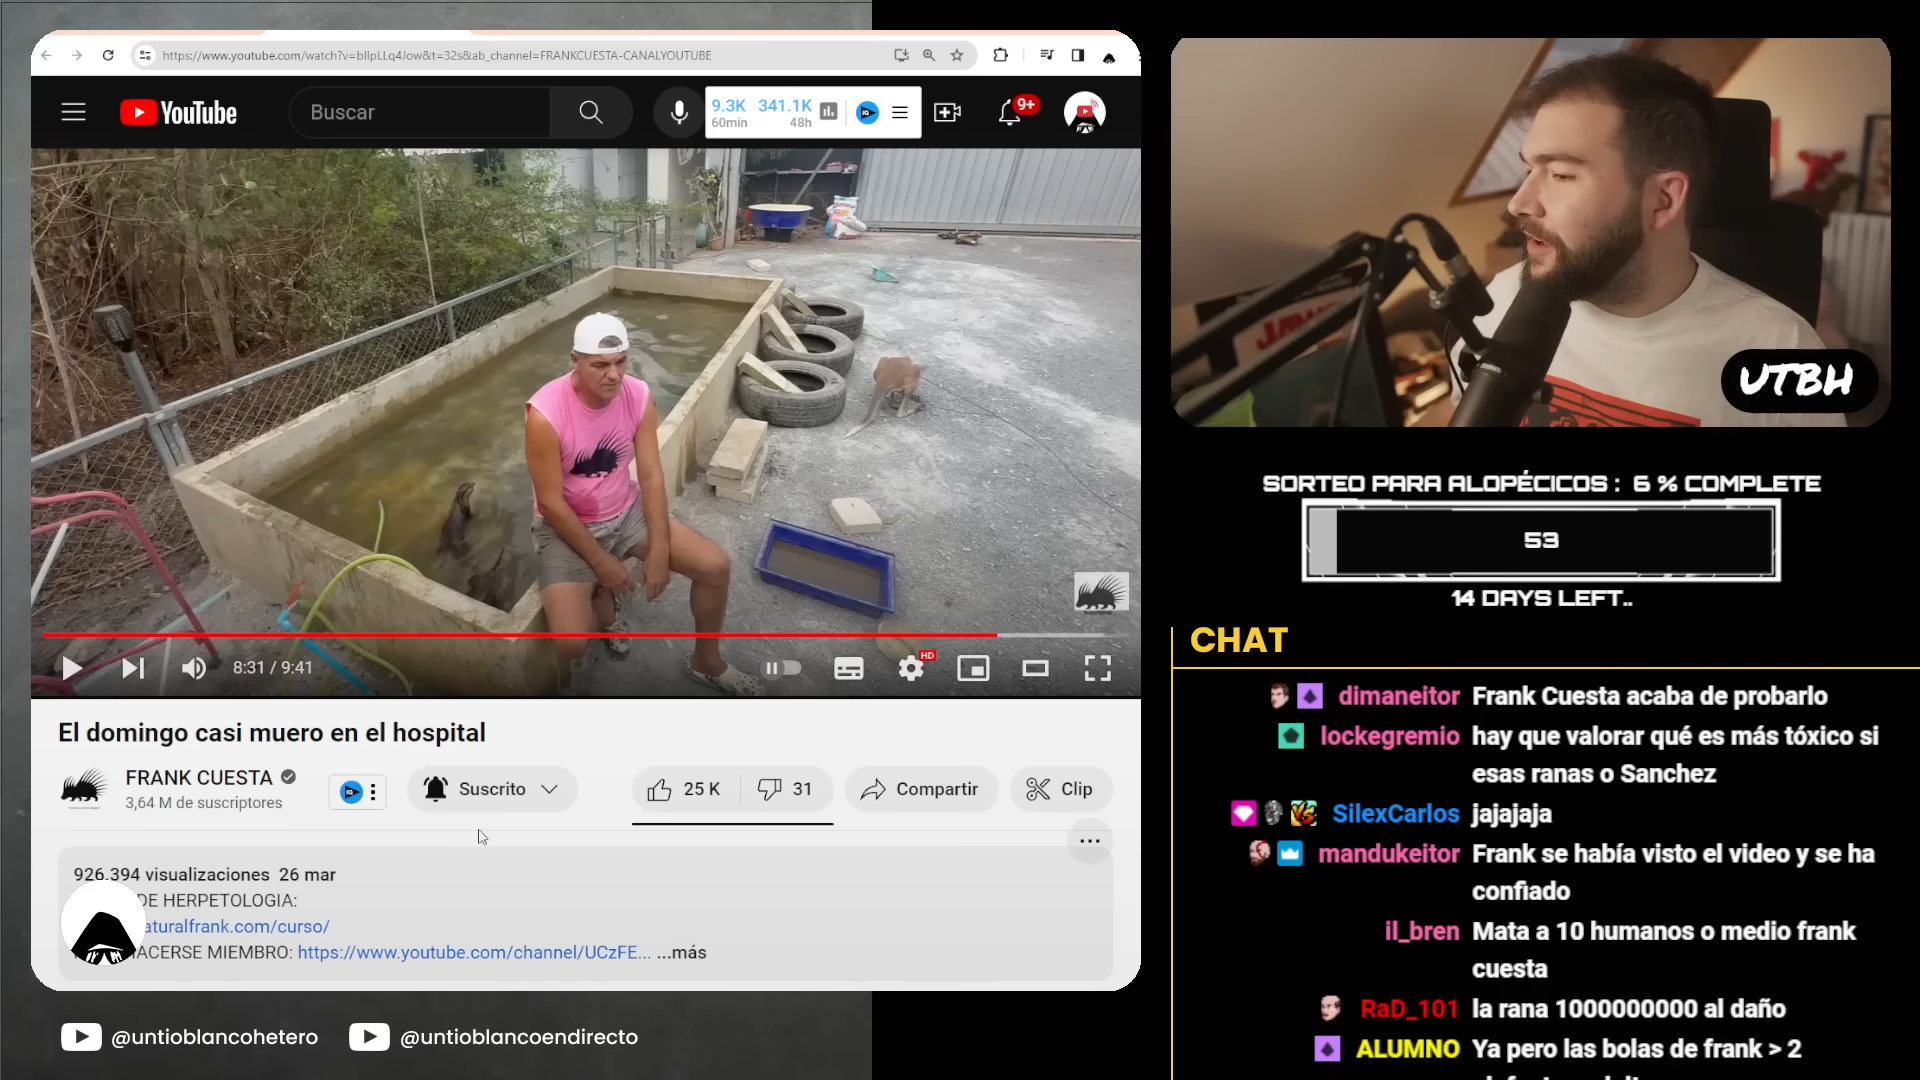 https://www.youtube.com/watch?v=bIlpLLq4Jow&t=32s&ab_channel=FRANKCUESTA-CANALYOUTUBE
YouTube
Buscar
9.3K 341.1K
60min 48h
9+
HD
8:31 / 9:41
El domingo casi muero en el hospital
FRANK CUESTA
3,64 M de suscriptores
Suscrito
25 K
31
Compartir
Clip
926.394 visualizaciones 26 mar
DE HERPETOLOGIA:
aturalfrank.com/curso/
ACERSE MIEMBRO: https://www.youtube.com/channel/UCzFE... ...más
@untioblancohetero
@untioblancoendirecto
UTBH
SORTEO PARA ALOPÉCICOS : 6 % COMPLETE
53
14 DAYS LEFT..
CHAT
dimaneitor Frank Cuesta acaba de probarlo
lockegremio hay que valorar qué es más tóxico si
esas ranas o Sanchez
SilexCarlos jajajaja
mandukeitor Frank se había visto el video y se ha
confiado
il_bren Mata a 10 humanos o medio frank
cuesta
RaD_101 la rana 1000000000 al daño
ALUMNO Ya pero las bolas de frank > 2